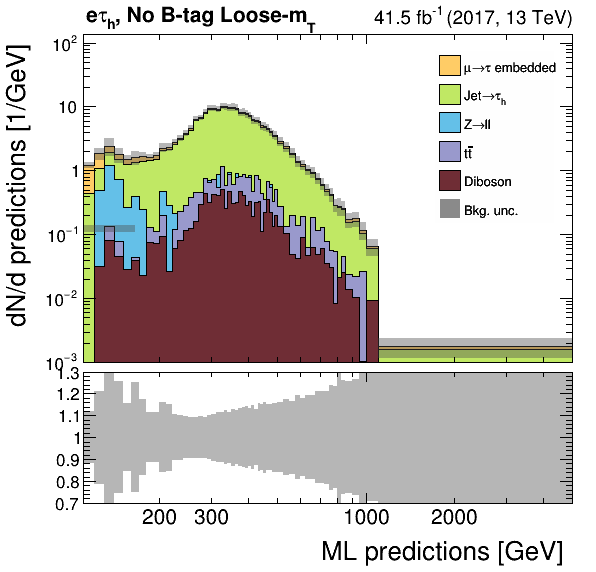 eτh, No B-tag Loose-mT
41.5 fb⁻¹ (2017, 13 TeV)
dN/d predictions [1/GeV]
10²
10
1
10⁻¹
10⁻²
10⁻³
μ→τ embedded
Jet→τh
Z→ll
tt̅
Diboson
Bkg. unc.
1.3
1.2
1.1
1
0.9
0.8
0.7
200 300 1000 2000
ML predictions [GeV]